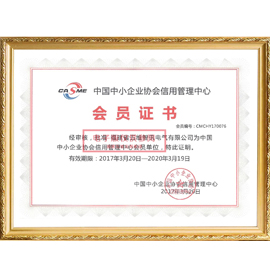 CASME
中国中小企业协会信用管理中心
会员证书
会员编号:CMCHYL70076
经审核,批准 福建省 电气有限公司为中国
中小企业协会信用管理中心会员单位,特此证明。
有效期限:2017年3月20日—2020年3月19日
中国中小企业协会信用管理中心
2017年3月20日